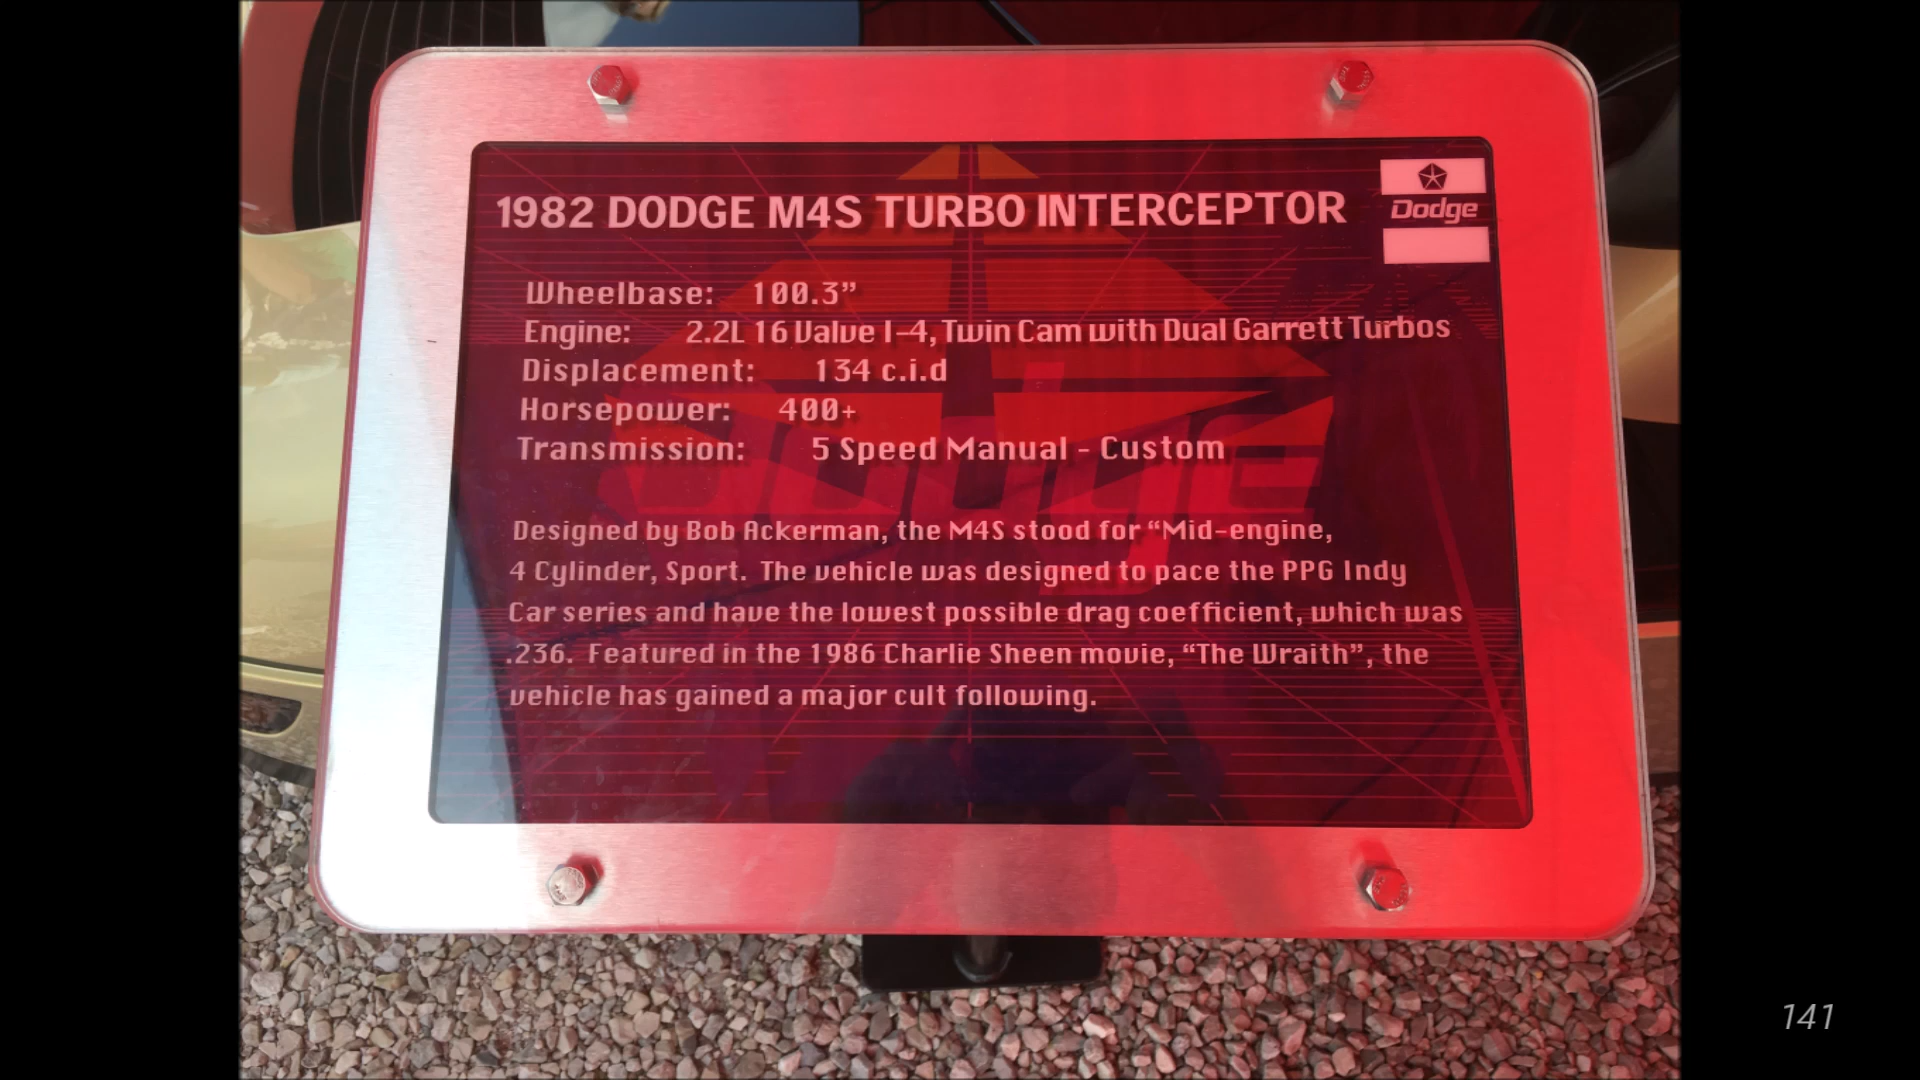 1982 DODGE M4S TURBO INTERCEPTOR
Dodge
Wheelbase: 100.3”
Engine: 2.2L 16 Valve I-4, Twin Cam with Dual Garrett Turbos
Displacement: 134 c.i.d
Horsepower: 400+
Transmission: 5 Speed Manual - Custom
dodge
Designed by Bob Ackerman, the M4S stood for “Mid-engine,
4 Cylinder, Sport. The vehicle was designed to pace the PPG Indy
Car series and have the lowest possible drag coefficient, which was
.236. Featured in the 1986 Charlie Sheen movie, “The Wraith”, the
vehicle has gained a major cult following.
141